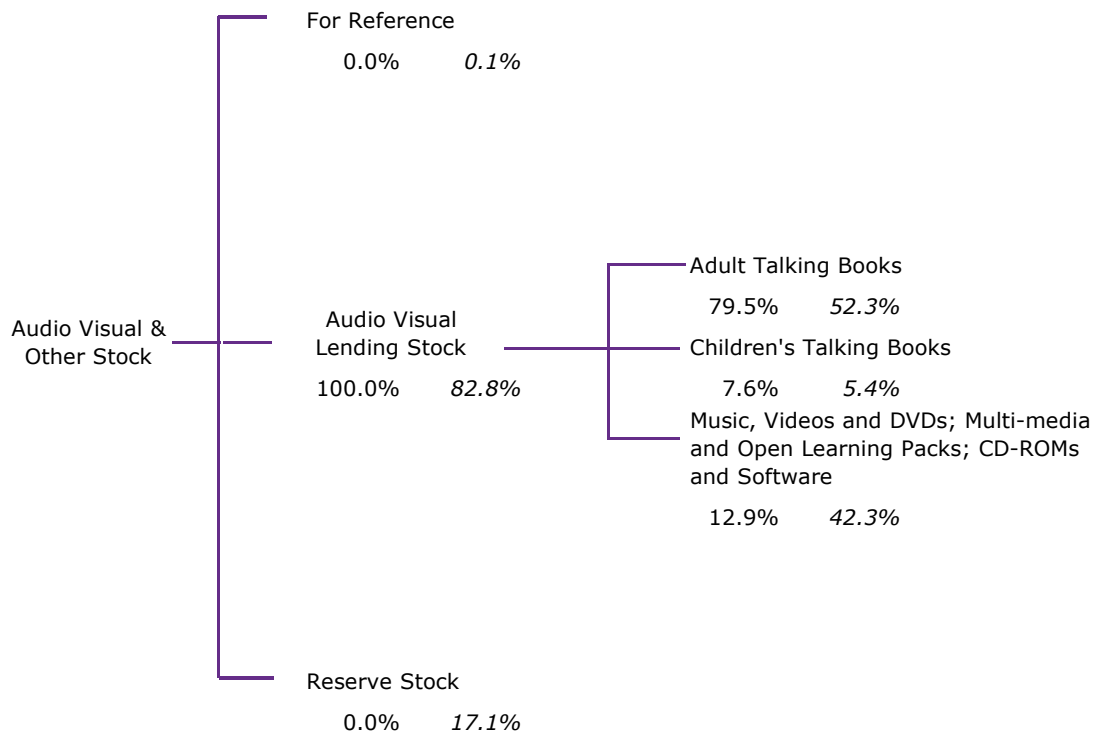 For Reference
0.0% 0.1%
Audio Visual &
Other Stock
Audio Visual
Lending Stock
100.0% 82.8%
Adult Talking Books
79.5% 52.3%
Children's Talking Books
7.6% 5.4%
Music, Videos and DVDs; Multi-media
and Open Learning Packs; CD-ROMs
and Software
12.9% 42.3%
Reserve Stock
0.0% 17.1%